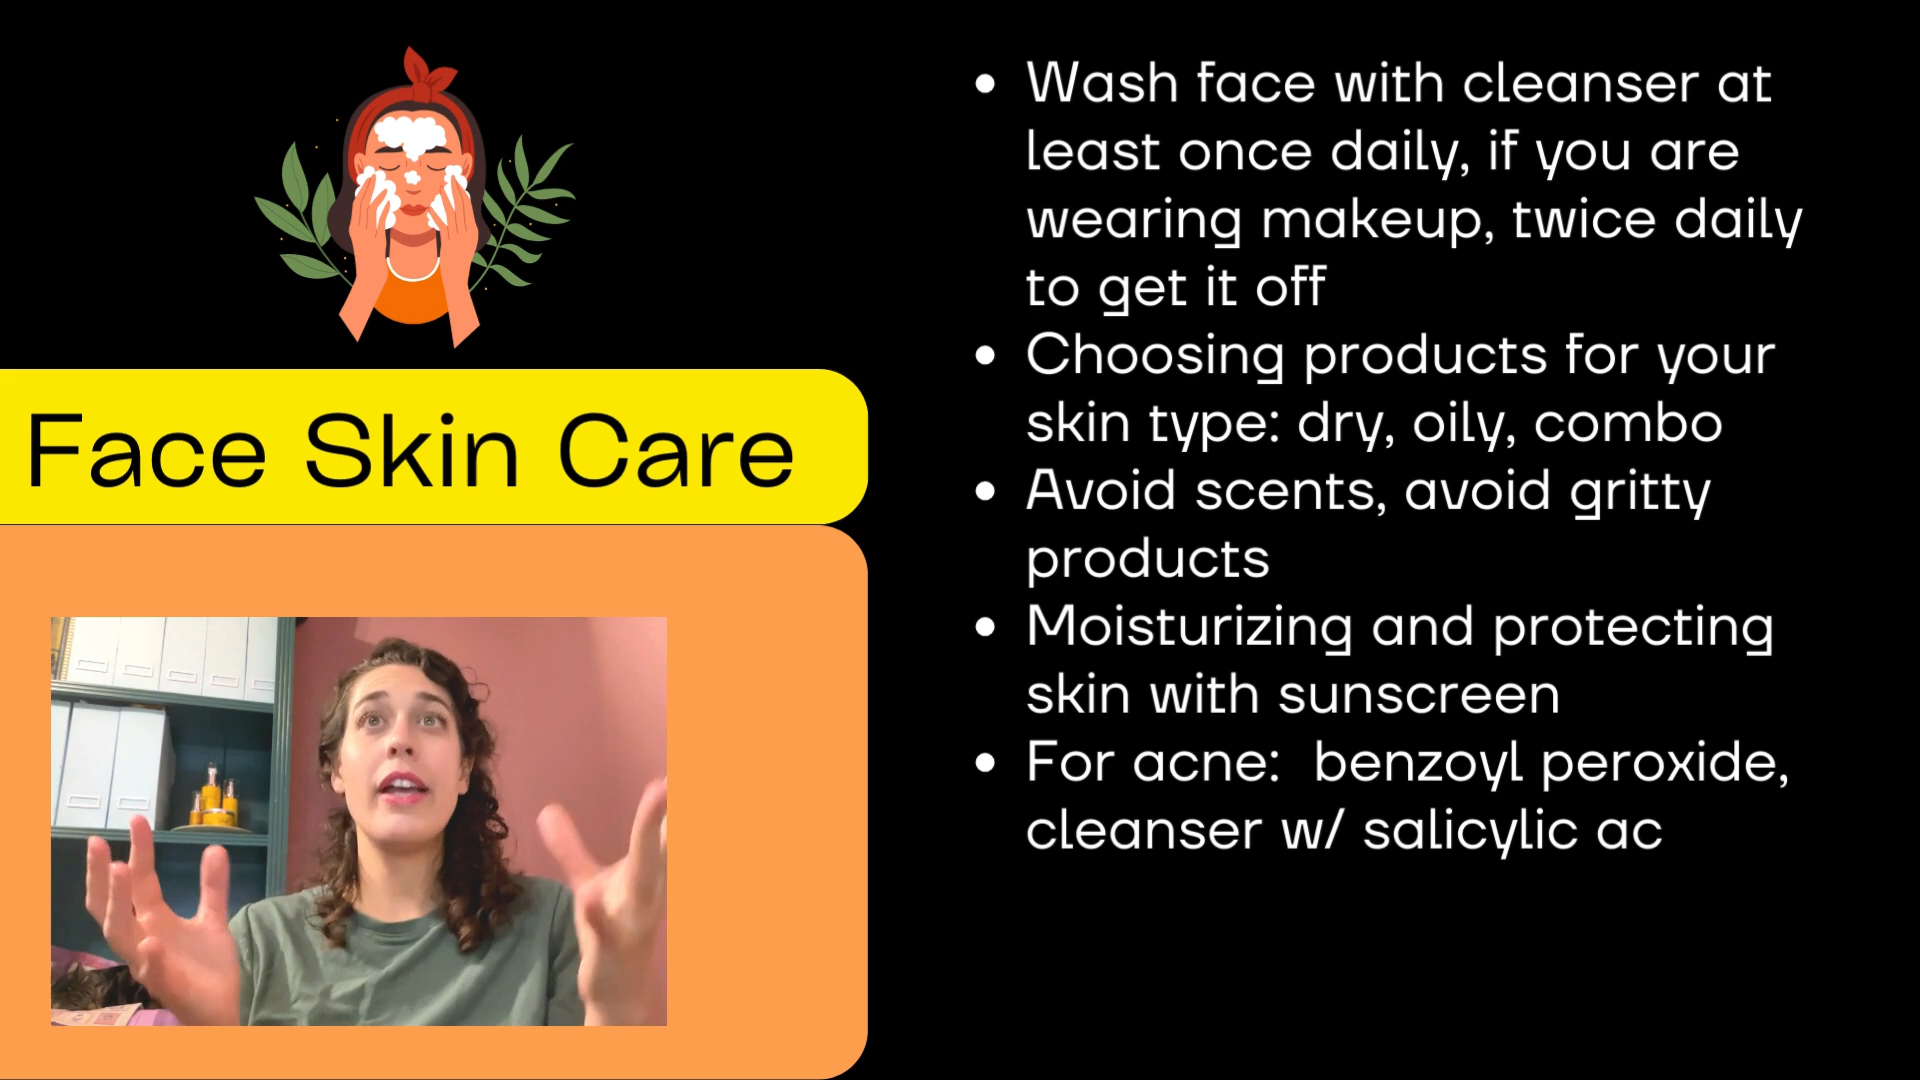 Face Skin Care
• Wash face with cleanser at
least once daily, if you are
wearing makeup, twice daily
to get it off
• Choosing products for your
skin type: dry, oily, combo
• Avoid scents, avoid gritty
products
• Moisturizing and protecting
skin with sunscreen
• For acne:  benzoyl peroxide,
cleanser w/ salicylic ac